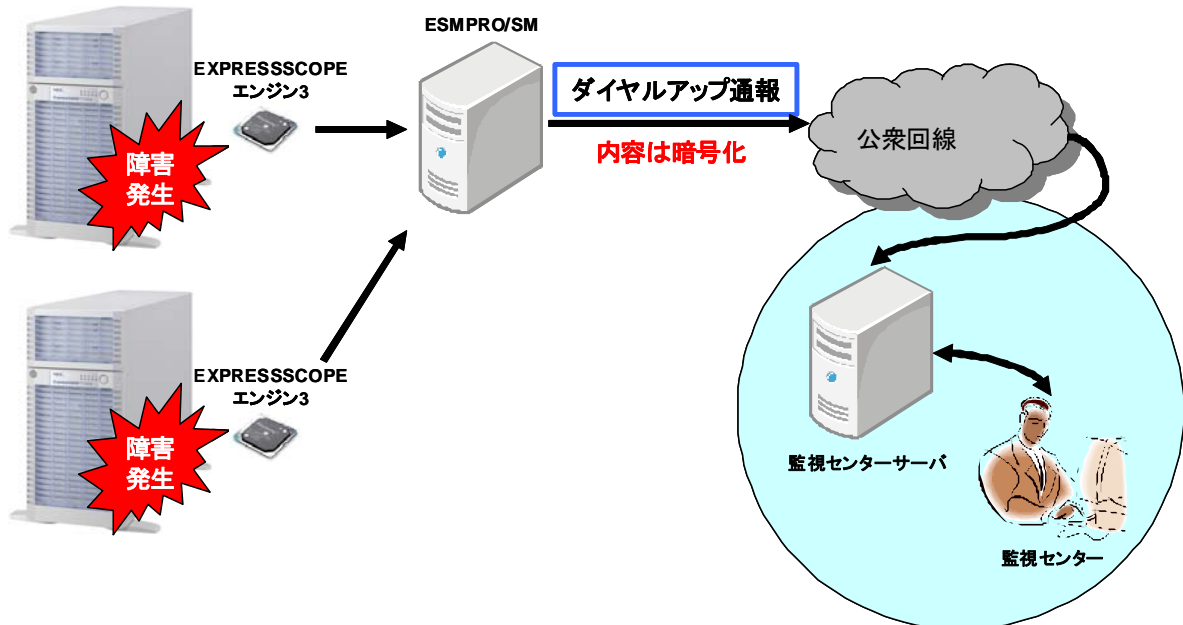 ESMPRO/SM
EXPRESSSCOPE
エンジン3
障害
発生
ダイヤルアップ通報
内容は暗号化
公衆回線
EXPRESSSCOPE
エンジン3
障害
発生
監視センターサーバ
監視センター